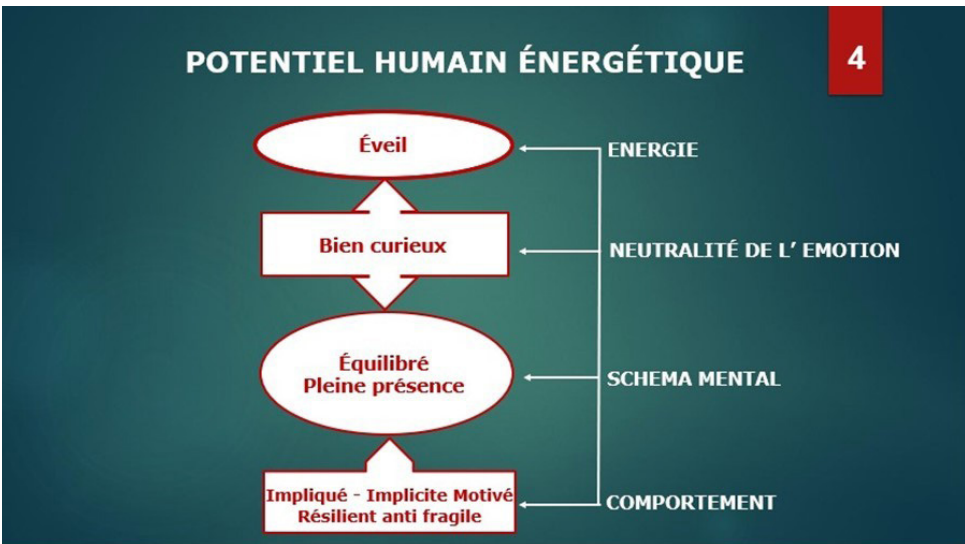 POTENTIEL HUMAIN ÉNERGÉTIQUE
4
Éveil
ENERGIE
Bien curieux
NEUTRALITÉ DE L' EMOTION
Équilibré
Pleine présence
SCHEMA MENTAL
Impliqué - Implicite Motivé
Résilient anti fragile
COMPORTEMENT